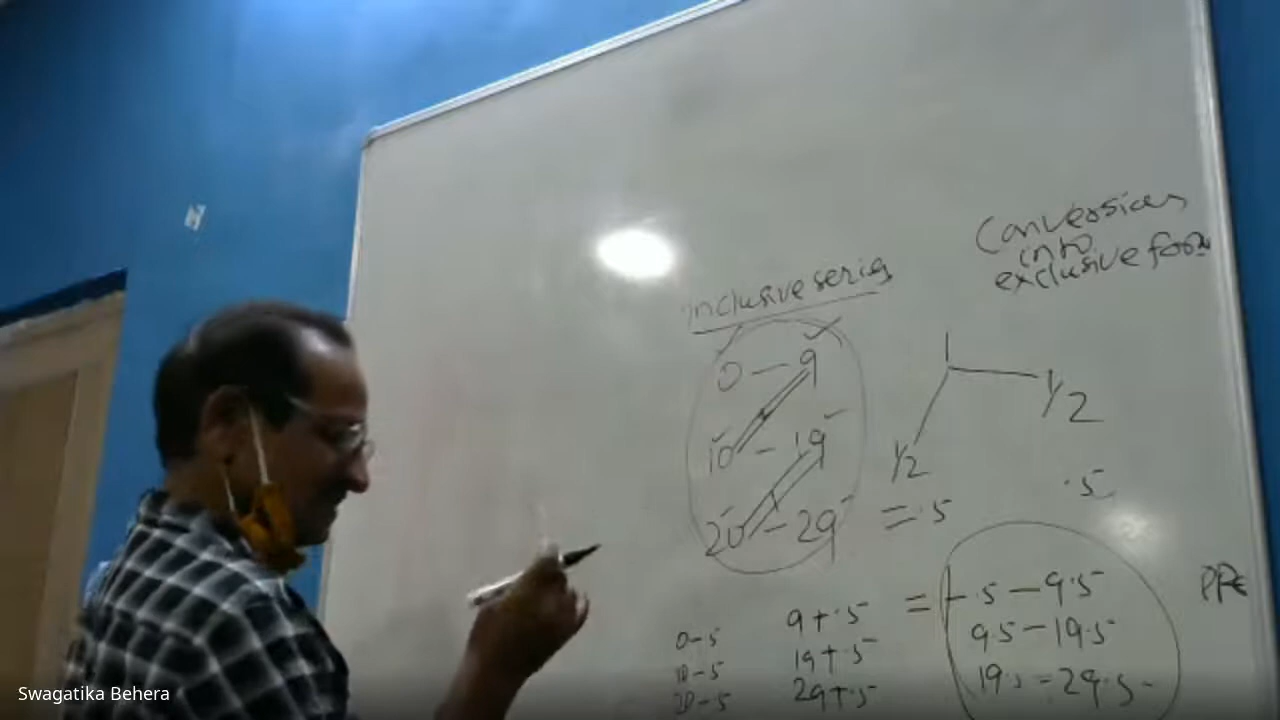 Conversion
into
exclusive form
inclusive series
0 — 9
10 — 19
20 — 29
1
1/2
1/2
= .5
.5
0-.5
10-.5
20-.5
9+.5
19+.5
29+.5
= -.5 — 9.5
9.5 — 19.5
19.5 — 29.5
Swagatika Behera